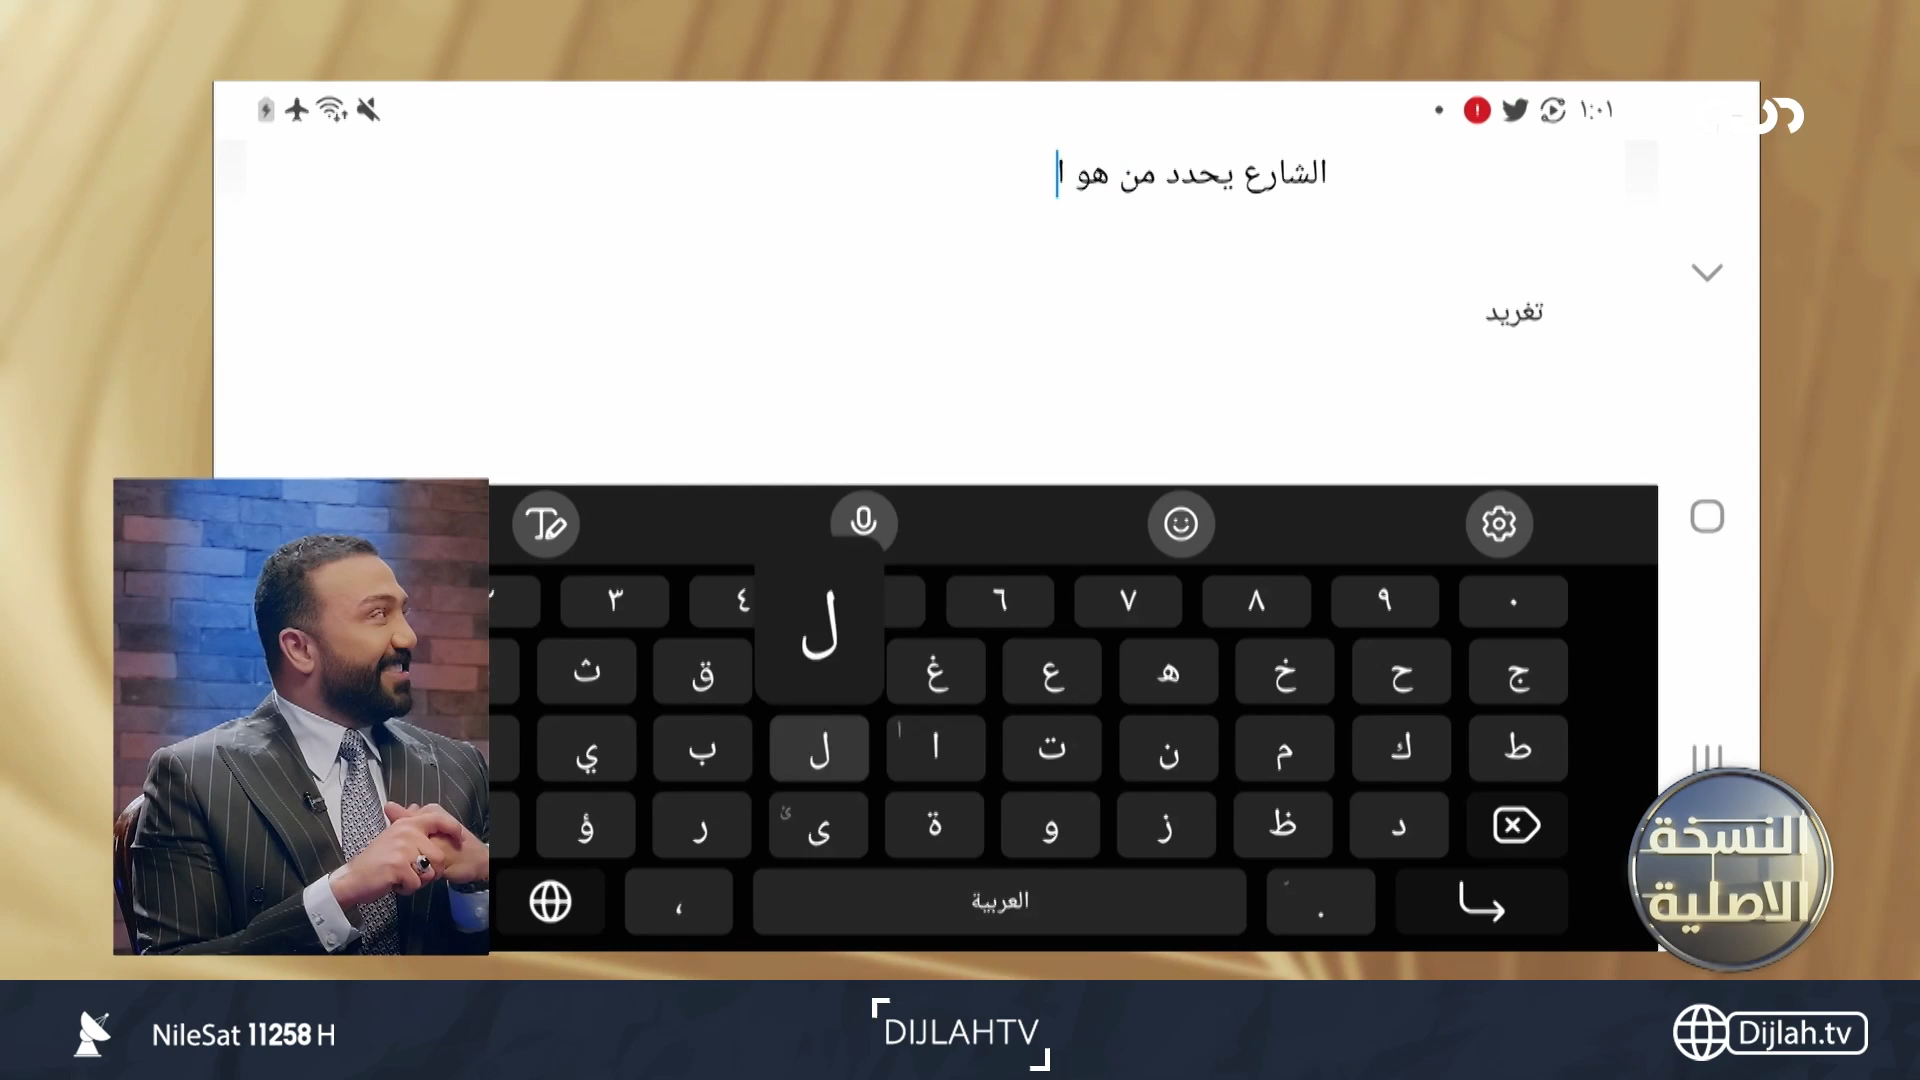 ١:٠١
الشارع يحدد من هو ا
تغريد
٣ ٤ ٦ ٧ ٨ ٩ ٠
ل
ث ق غ ع ه خ ح ج
ي ب ل ا أ ت ن م ك ط
ؤ ر ى ئ ة و ز ظ د
، العربية .
النسخة
الاصلية
NileSat 11258 H
DIJLAHTV
Dijlah.tv